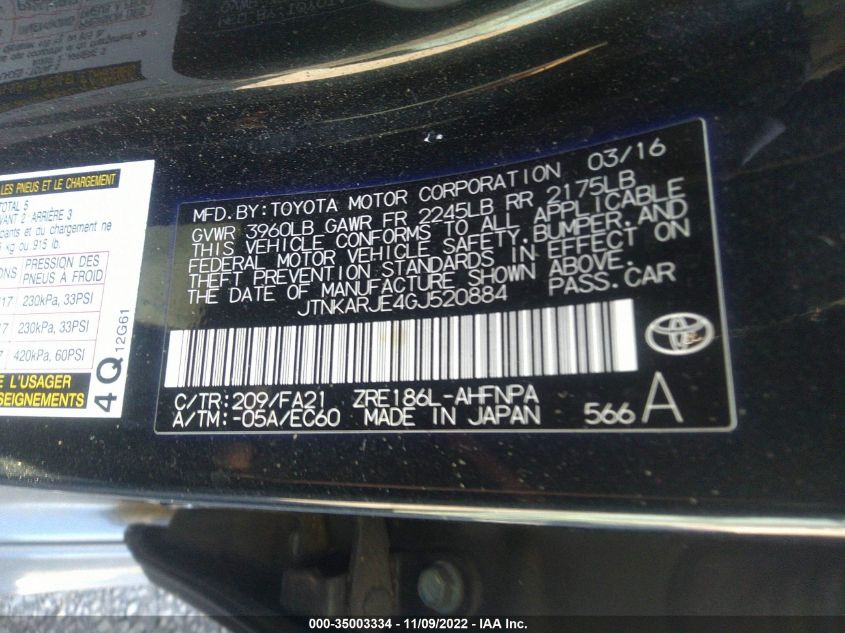 MFD. BY: TOYOTA MOTOR CORPORATION 03/16
GVWR 3960LB GAWR FR 2245LB RR 2175LB
THIS VEHICLE CONFORMS TO ALL APPLICABLE
FEDERAL MOTOR VEHICLE SAFETY, BUMPER, AND
THEFT PREVENTION STANDARDS IN EFFECT ON
THE DATE OF MANUFACTURE SHOWN ABOVE.
JTNKARJE4GJ520884 PASS. CAR
C/TR: 209/FA21 ZRE186L-AHFNPA
A/TM: -05A/EC60 MADE IN JAPAN 566 A
LES PNEUS ET LE CHARGEMENT
TOTAL 5
2 ARRIÈRE 3
et du chargement ne
kg ou 915 lb.
PRESSION DES
PNEUS À FROID
230kPa, 33PSI
230kPa, 33PSI
420kPa, 60PSI
L'USAGER
4Q 12G61
000-35003334 - 11/09/2022 - IAA Inc.